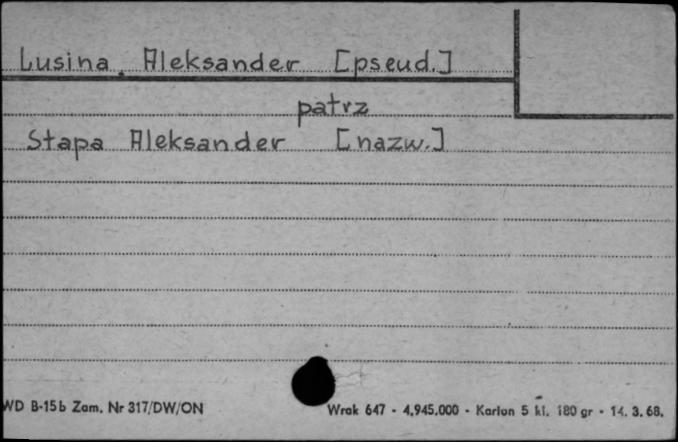 Lusina, Aleksander [pseud.]
patrz
Stapa Aleksander [nazw.]
WD B-15b Zam. Nr 317/DW/ON
Wrak 647 - 4,945.000 - Karton 5 kl. 180 gr - 14. 3. 68.